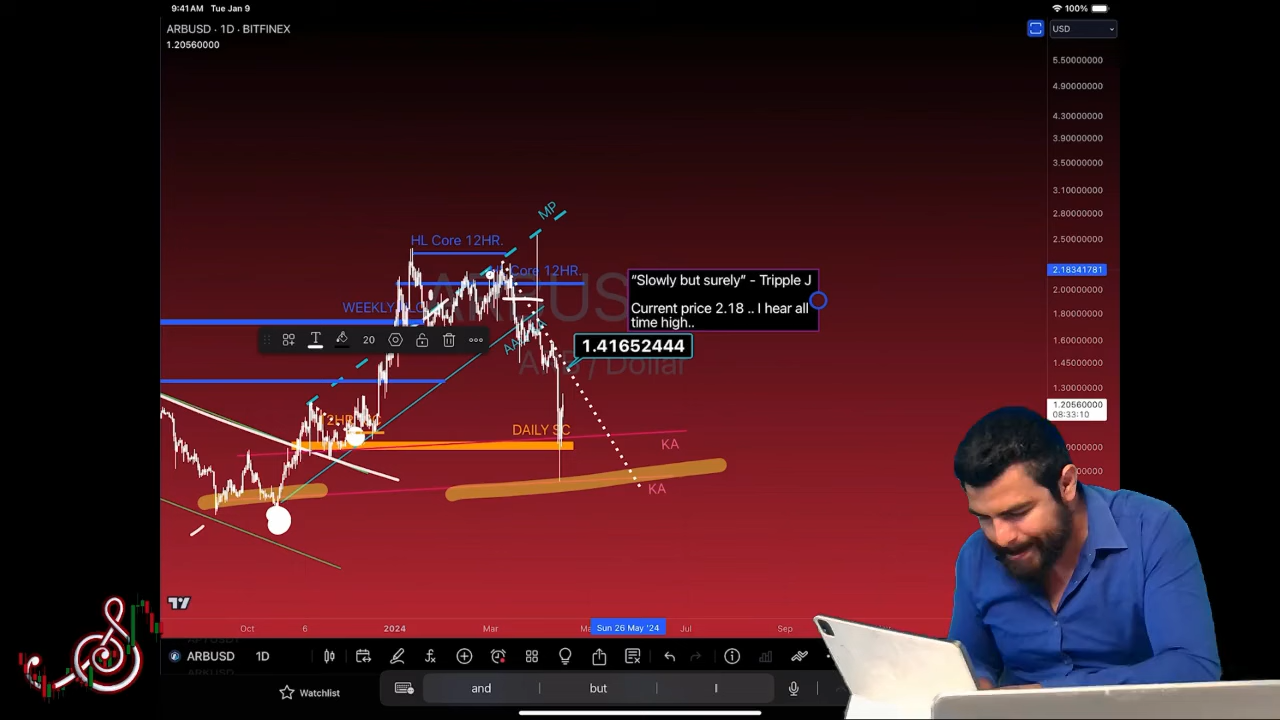 9:41 AM Tue Jan 9
100%
ARBUSD · 1D · BITFINEX
1.20560000
USD
5.50000000
4.90000000
4.30000000
3.90000000
3.50000000
3.10000000
2.80000000
2.50000000
2.18341781
2.00000000
1.80000000
1.60000000
1.45000000
1.30000000
1.20560000
08:33:10
MP
HL Core 12HR.
Core 12HR.
WEEKLY
“Slowly but surely” - Tripple J
Current price 2.18 .. I hear all
time high..
20
1.41652444
/ Dollar
DAILY SC
KA
KA
Oct
6
2024
Mar
Sun 26 May '24
Jul
Sep
ARBUSD
1D
Watchlist
and
but
I